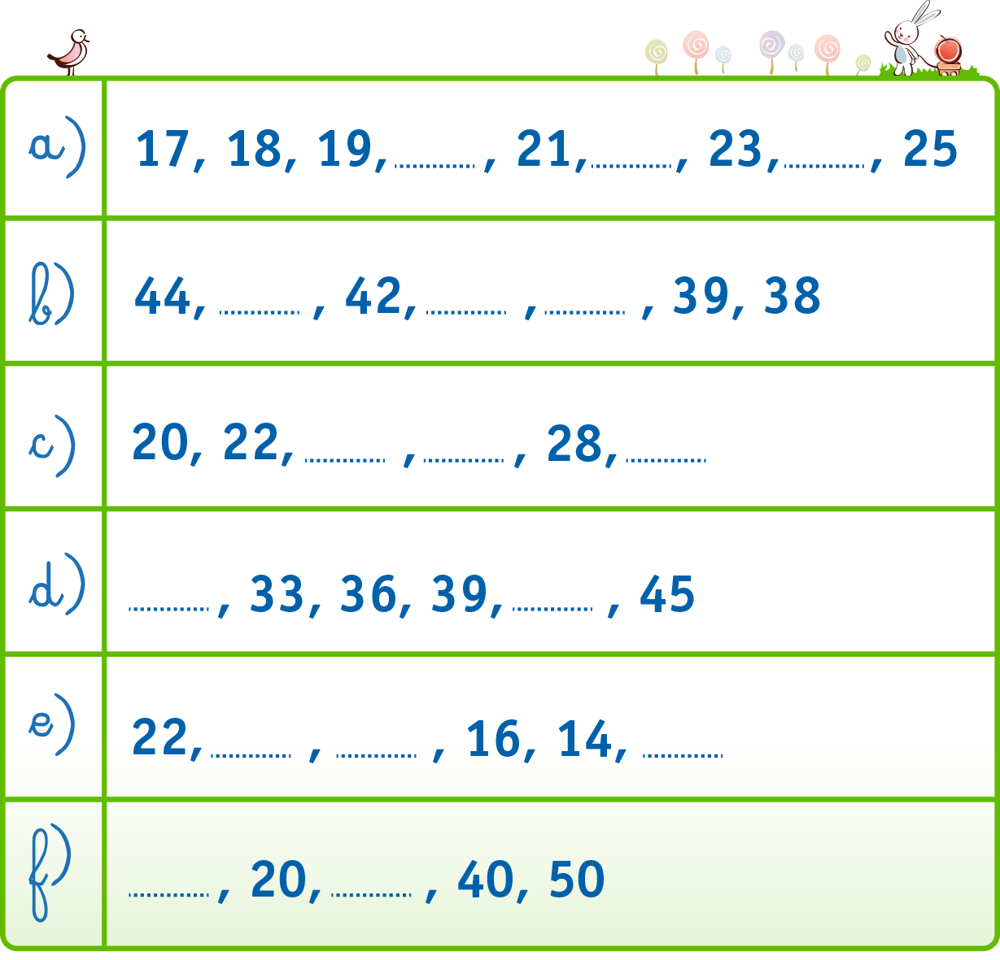 a) 17, 18, 19, ............ , 21, ............ , 23, ............ , 25
b) 44, ............ , 42, ............ , ............ , 39, 38
c) 20, 22, ............ , ............ , 28, ............
d) ............ , 33, 36, 39, ............ , 45
e) 22, ............ , ............ , 16, 14, ............
f) ............ , 20, ............ , 40, 50